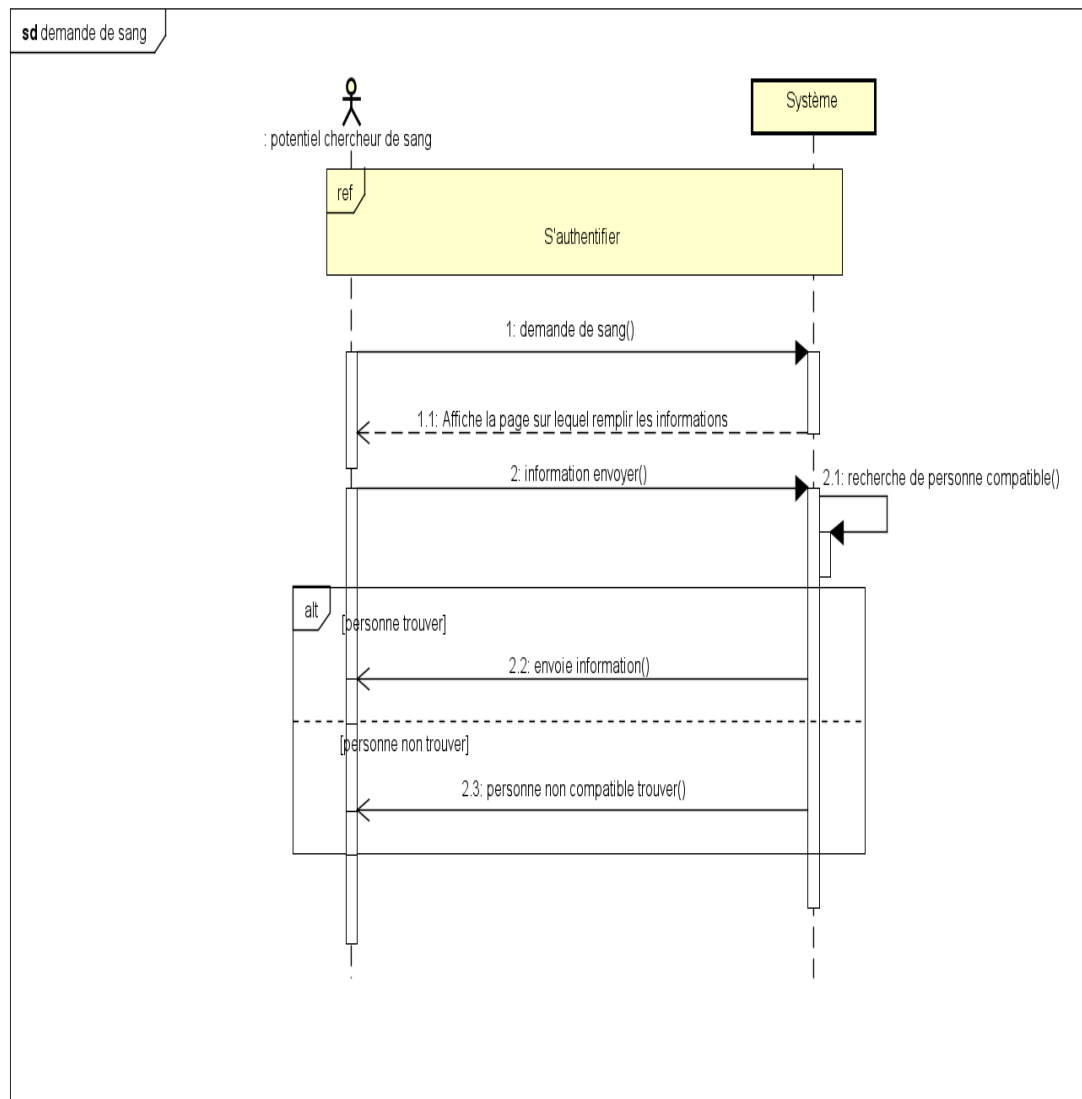 sd demande de sang
Système
: potentiel chercheur de sang
ref
S'authentifier
1: demande de sang()
1.1: Affiche la page sur lequel remplir les informations
2: information envoyer()
2.1: recherche de personne compatible()
alt
[personne trouver]
2.2: envoie information()
[personne non trouver]
2.3: personne non compatible trouver()